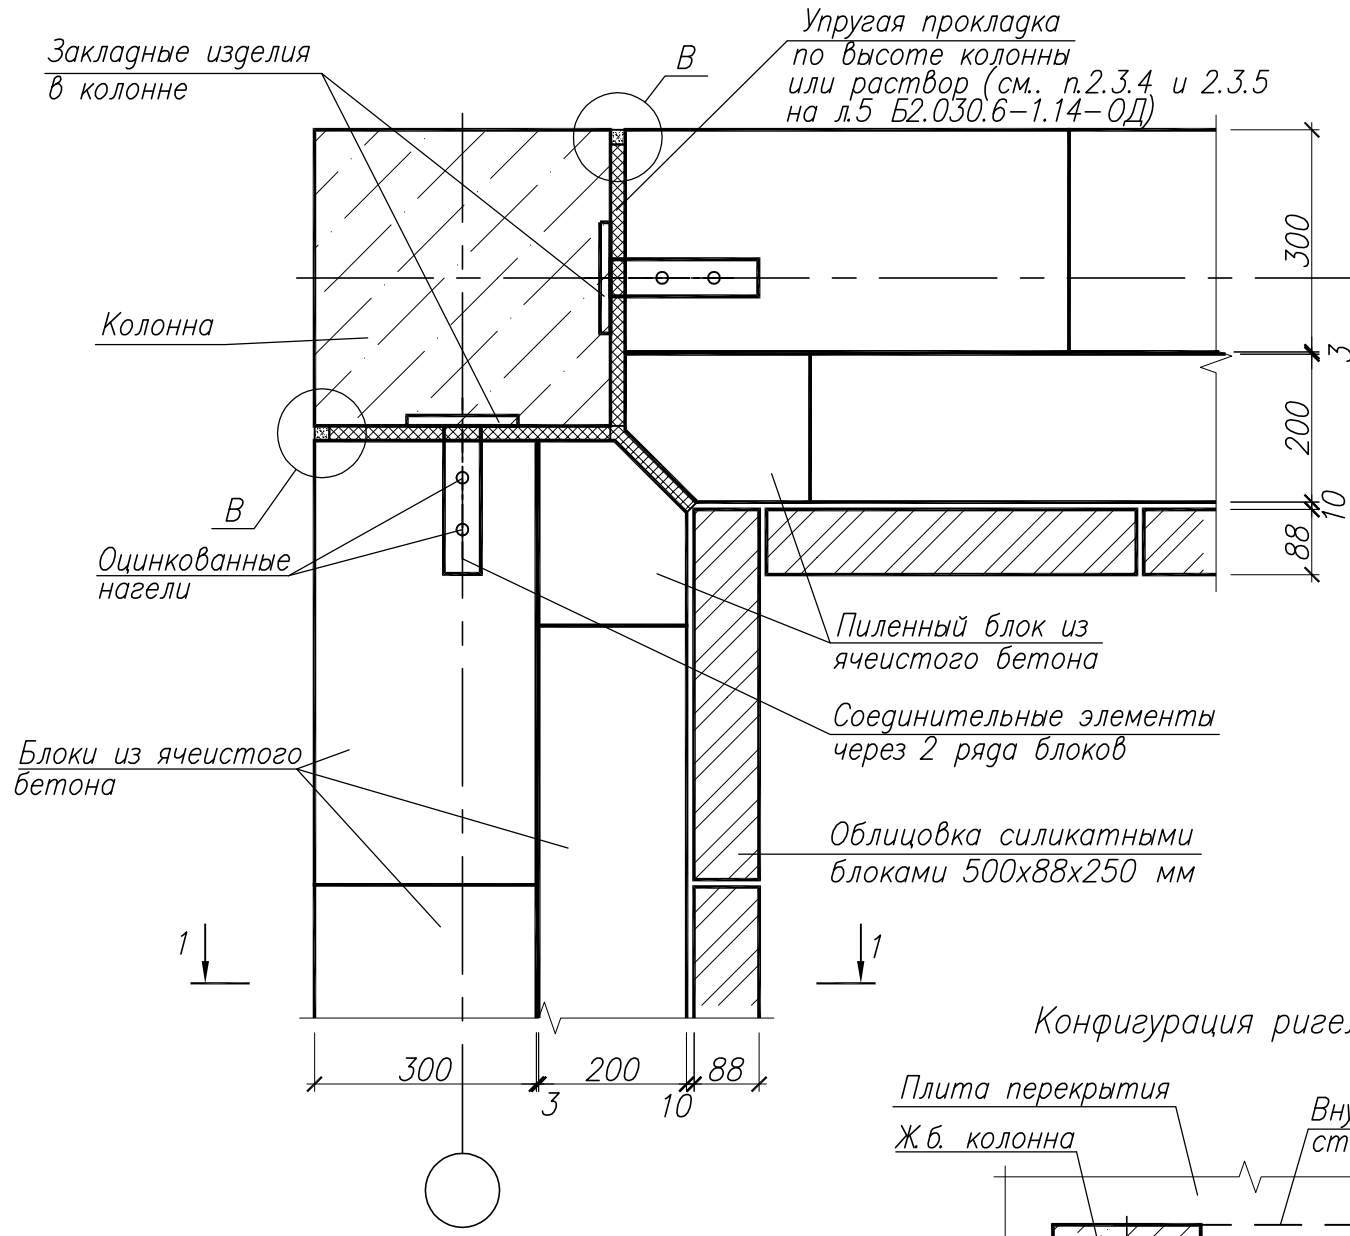 Закладные изделия
в колонне
В
Упругая прокладка
по высоте колонны
или раствор (см.. п.2.3.4 и 2.3.5
на л.5 Б2.030.6-1.14-ОД)
300
3
200
10
88
Колонна
В
Оцинкованные
нагели
Пиленный блок из
ячеистого бетона
Соединительные элементы
через 2 ряда блоков
Блоки из ячеистого
бетона
Облицовка силикатными
блоками 500х88х250 мм
1
1
300
3
200
10
88
Конфигурация ригел
Плита перекрытия
Ж.б. колонна
Вну
ст